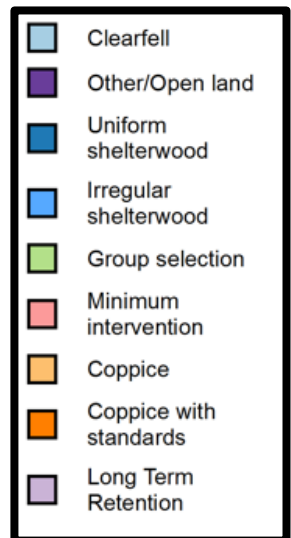 Clearfell
Other/Open land
Uniform
shelterwood
Irregular
shelterwood
Group selection
Minimum
intervention
Coppice
Coppice with
standards
Long Term
Retention